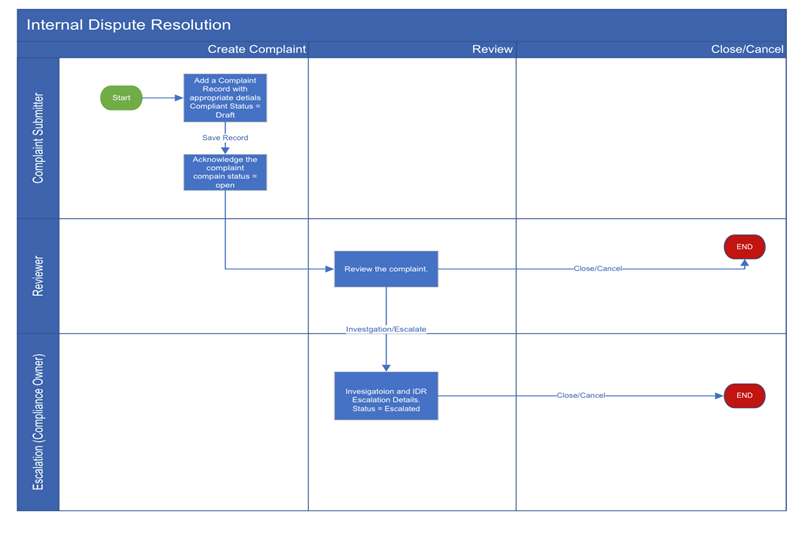 Internal Dispute Resolution
Create Complaint
Review
Close/Cancel
Complaint Submitter
Start
Add a Complaint
Record with
appropriate detials
Compliant Status =
Draft
Save Record
Acknowledge the
complaint
compain status =
open
Reviewer
Review the complaint.
Close/Cancel
END
Investgation/Escalate
Escalation (Compliance Owner)
Invesigatoion and IDR
Escalation Details.
Status = Escalated
Close/Cancel
END